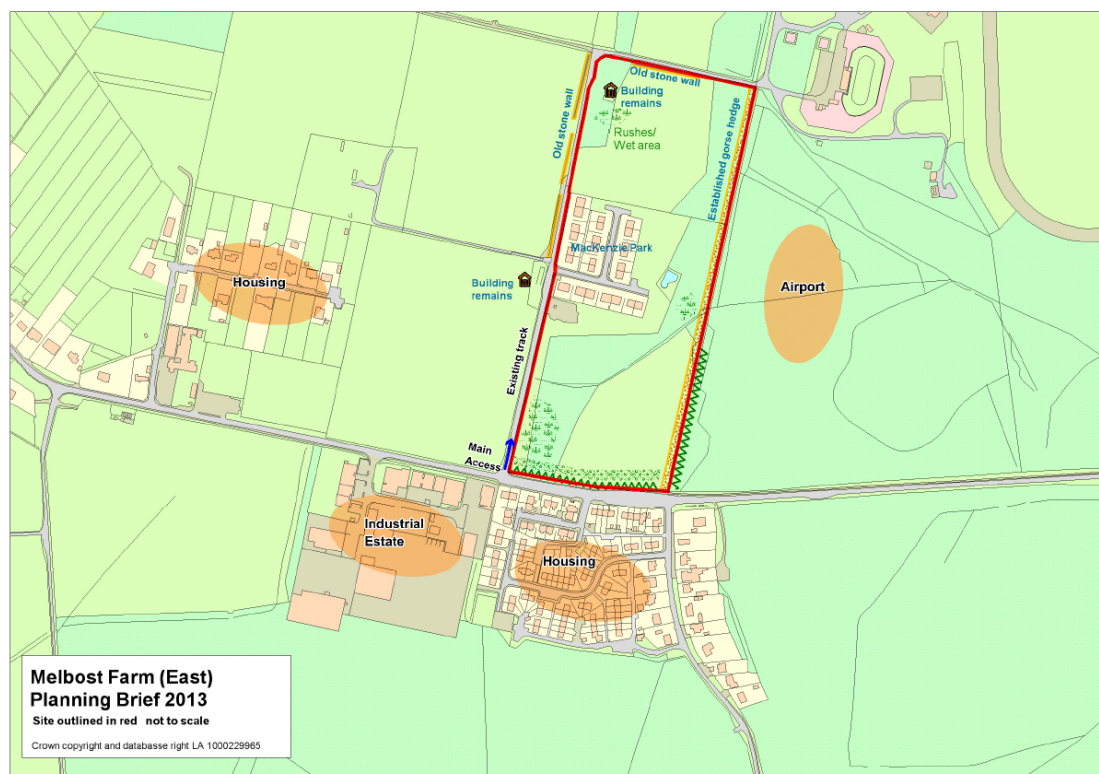 Old stone wall
Building
remains
Rushes/
Wet area
Old stone wall
Established gorse hedge
MacKenzie Park
Housing
Building
remains
Airport
Existing track
Main
Access
Industrial
Estate
Housing
Melbost Farm (East)
Planning Brief 2013
Site outlined in red not to scale
Crown copyright and databasse right LA 1000229965